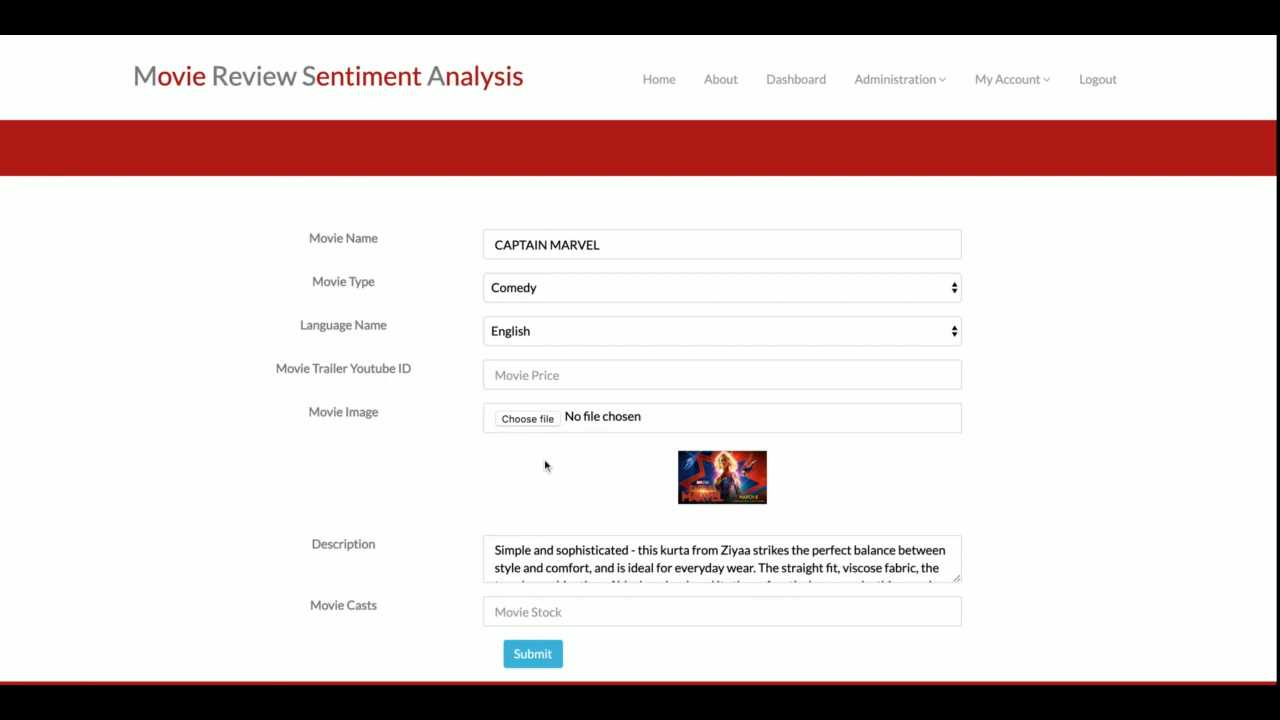 Movie Review Sentiment Analysis
Home About Dashboard Administration My Account Logout
Movie Name CAPTAIN MARVEL
Movie Type Comedy
Language Name English
Movie Trailer Youtube ID Movie Price
Movie Image Choose file No file chosen
MARVEL MARCH 8
Description
Simple and sophisticated - this kurta from Ziyaa strikes the perfect balance between
style and comfort, and is ideal for everyday wear. The straight fit, viscose fabric, the
Movie Casts Movie Stock
Submit